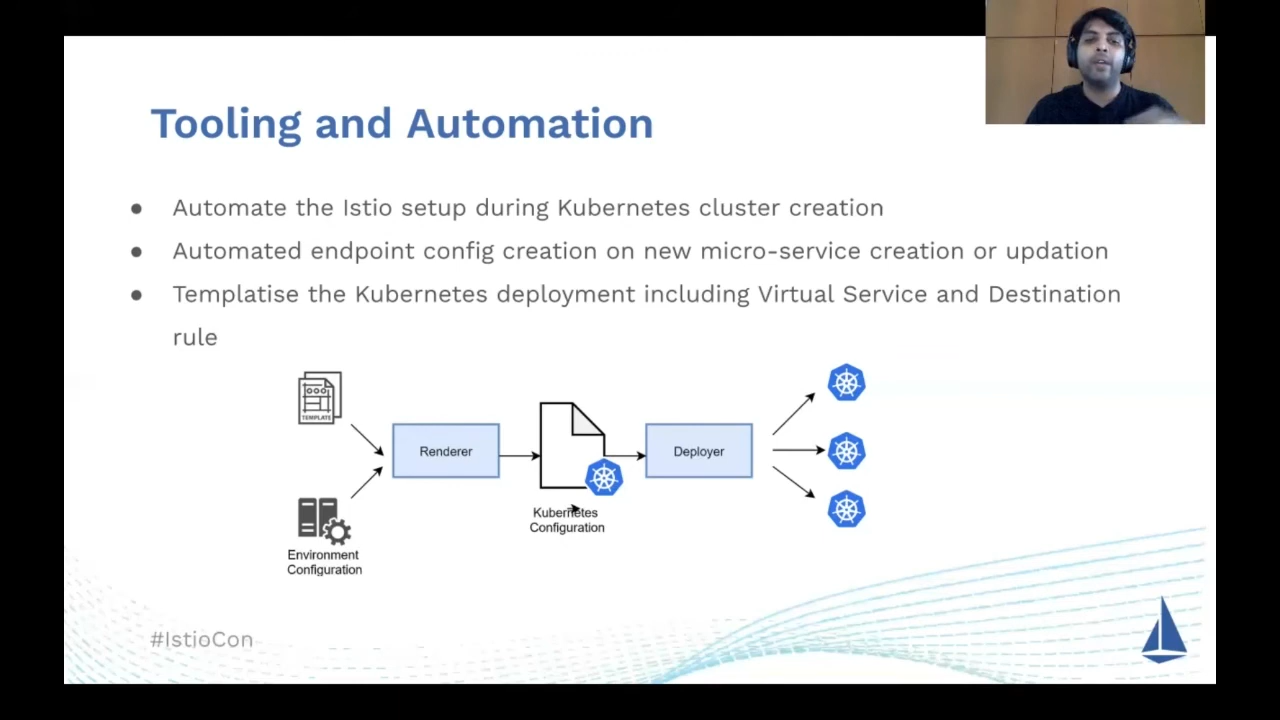 Tooling and Automation
● Automate the Istio setup during Kubernetes cluster creation
● Automated endpoint config creation on new micro-service creation or updation
● Templatise the Kubernetes deployment including Virtual Service and Destination
rule
TEMPLATE
Renderer
Deployer
Kubernetes
Configuration
Environment
Configuration
#IstioCon